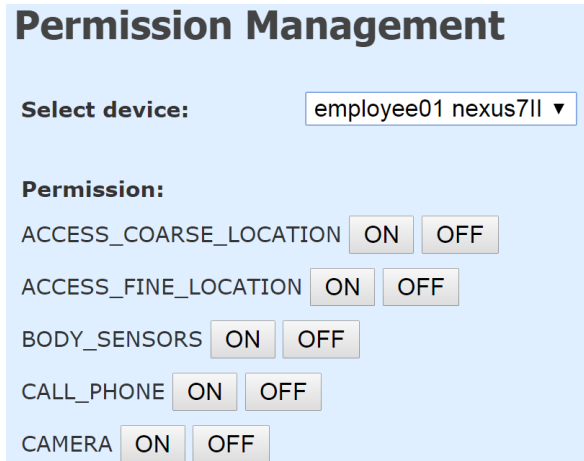 Permission Management
Select device: employee01 nexus7II ▼
Permission:
ACCESS_COARSE_LOCATION ON OFF
ACCESS_FINE_LOCATION ON OFF
BODY_SENSORS ON OFF
CALL_PHONE ON OFF
CAMERA ON OFF